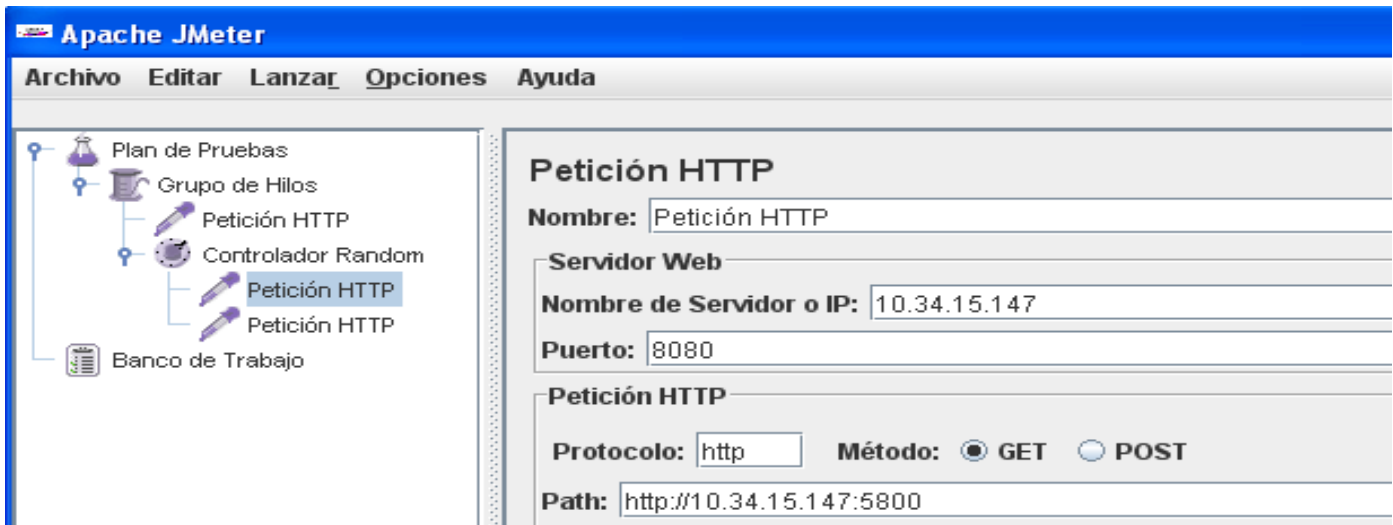 Apache JMeter
Archivo Editar Lanzar Opciones Ayuda
Plan de Pruebas
Grupo de Hilos
Petición HTTP
Controlador Random
Petición HTTP
Petición HTTP
Banco de Trabajo
Petición HTTP
Nombre: Petición HTTP
Servidor Web
Nombre de Servidor o IP: 10.34.15.147
Puerto: 8080
Petición HTTP
Protocolo: http Método: GET POST
Path: http://10.34.15.147:5800